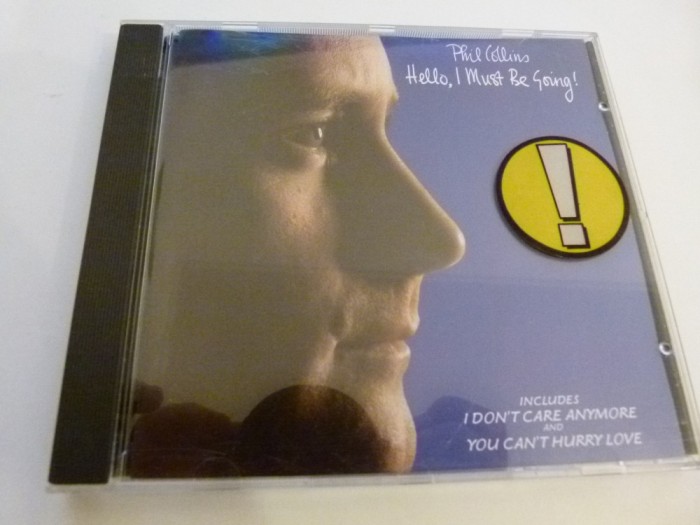 Phil Collins
Hello, I Must Be Going!
!
INCLUDES
I DON'T CARE ANYMORE
AND
YOU CAN'T HURRY LOVE